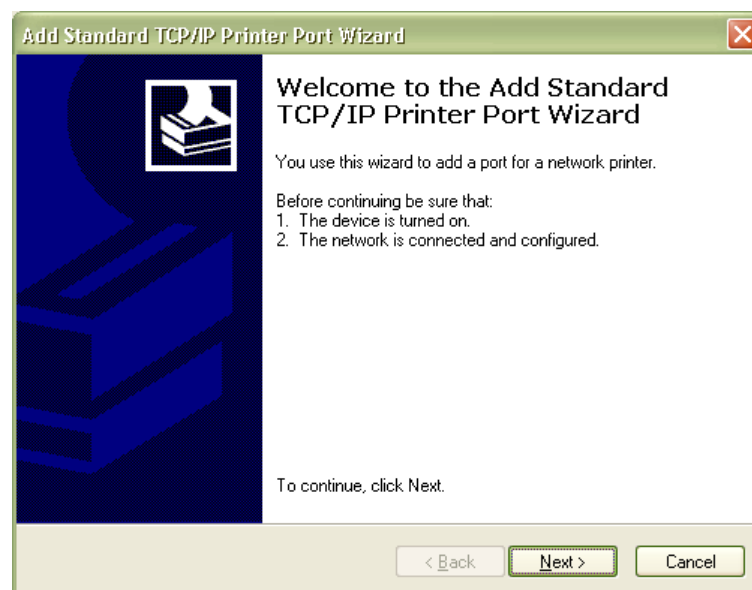 Add Standard TCP/IP Printer Port Wizard
Welcome to the Add Standard
TCP/IP Printer Port Wizard
You use this wizard to add a port for a network printer.
Before continuing be sure that:
1. The device is turned on.
2. The network is connected and configured.
To continue, click Next.
< Back Next > Cancel